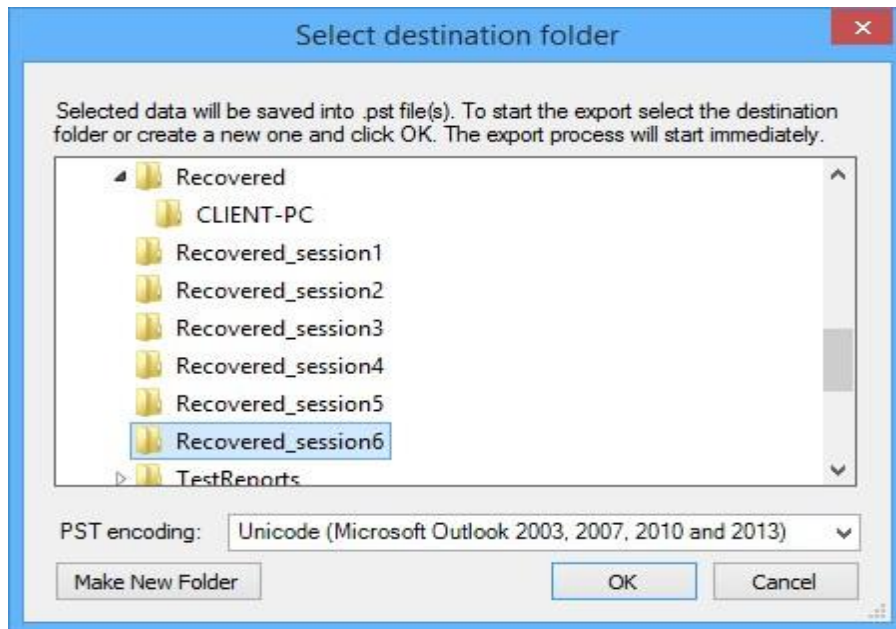 Select destination folder
Selected data will be saved into .pst file(s). To start the export select the destination
folder or create a new one and click OK. The export process will start immediately.
Recovered
CLIENT-PC
Recovered_session1
Recovered_session2
Recovered_session3
Recovered_session4
Recovered_session5
Recovered_session6
TestReports
PST encoding: Unicode (Microsoft Outlook 2003, 2007, 2010 and 2013)
Make New Folder OK Cancel